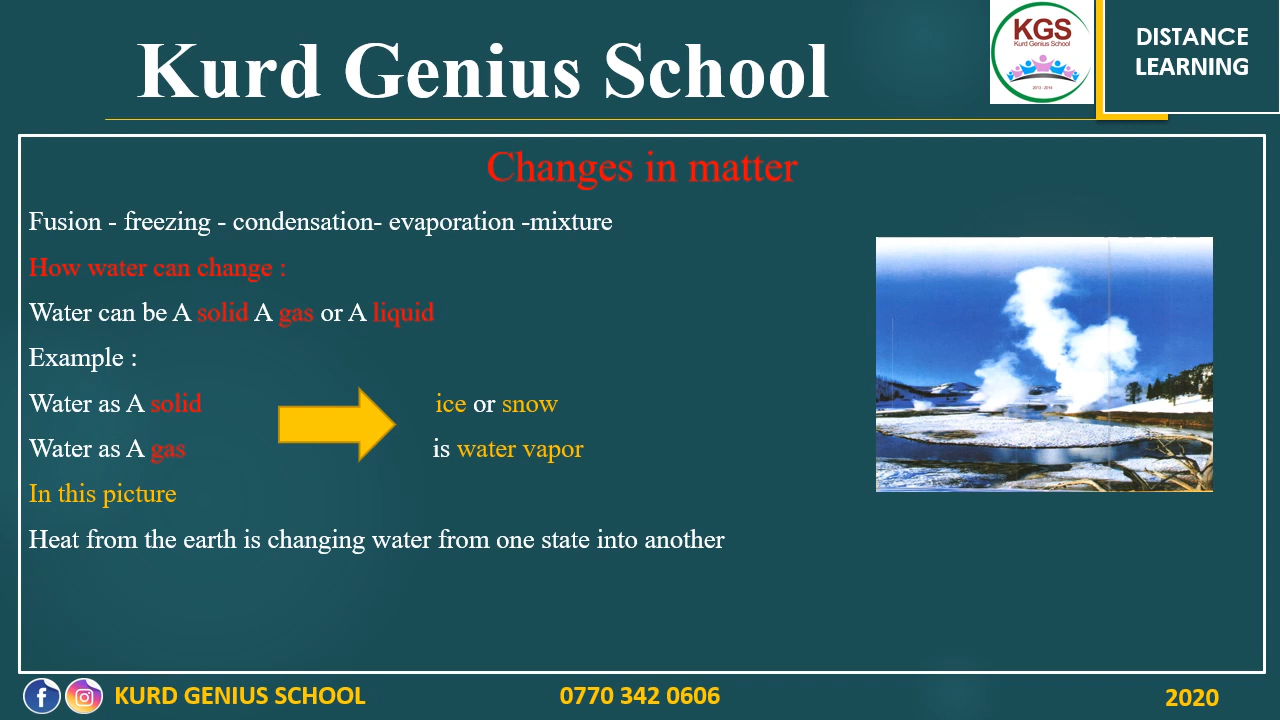 Kurd Genius School
KGS
Kurd Genius School
2013 - 2014
DISTANCE
LEARNING
Changes in matter
Fusion - freezing - condensation- evaporation -mixture
How water can change :
Water can be A solid A gas or A liquid
Example :
Water as A solid ice or snow
Water as A gas is water vapor
In this picture
Heat from the earth is changing water from one state into another
KURD GENIUS SCHOOL
0770 342 0606
2020